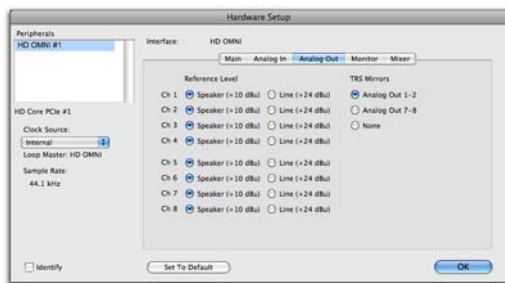 Hardware Setup
Peripherals
HD OMNI #1
Interface: HD OMNI
Main Analog In Analog Out Monitor Mixer
Reference Level TRS Mirrors
Ch 1 Speaker (+10 dBu) Line (+24 dBu) Analog Out 1-2
Ch 2 Speaker (+10 dBu) Line (+24 dBu) Analog Out 7-8
Ch 3 Speaker (+10 dBu) Line (+24 dBu) None
Ch 4 Speaker (+10 dBu) Line (+24 dBu)
Ch 5 Speaker (+10 dBu) Line (+24 dBu)
Ch 6 Speaker (+10 dBu) Line (+24 dBu)
Ch 7 Speaker (+10 dBu) Line (+24 dBu)
Ch 8 Speaker (+10 dBu) Line (+24 dBu)
HD Core PCIe #1
Clock Source:
Internal
Loop Master: HD OMNI
Sample Rate:
44.1 kHz
Identify
Set To Default
OK